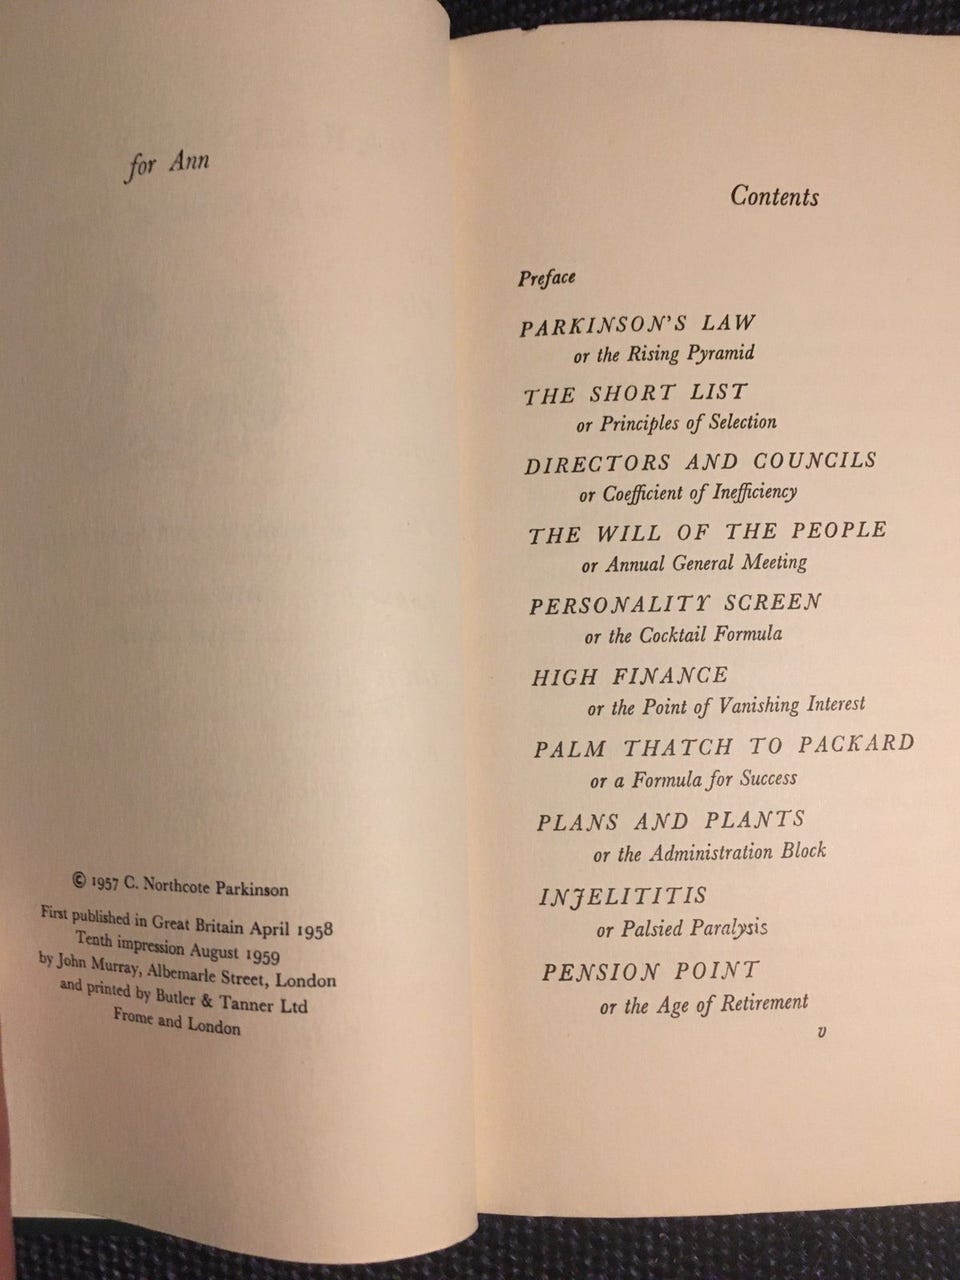 for Ann
© 1957 C. Northcote Parkinson
First published in Great Britain April 1958
Tenth impression August 1959
by John Murray, Albemarle Street, London
and printed by Butler & Tanner Ltd
Frome and London
Contents
Preface
PARKINSON'S LAW
or the Rising Pyramid
THE SHORT LIST
or Principles of Selection
DIRECTORS AND COUNCILS
or Coefficient of Inefficiency
THE WILL OF THE PEOPLE
or Annual General Meeting
PERSONALITY SCREEN
or the Cocktail Formula
HIGH FINANCE
or the Point of Vanishing Interest
PALM THATCH TO PACKARD
or a Formula for Success
PLANS AND PLANTS
or the Administration Block
INJELITITIS
or Palsied Paralysis
PENSION POINT
or the Age of Retirement
v